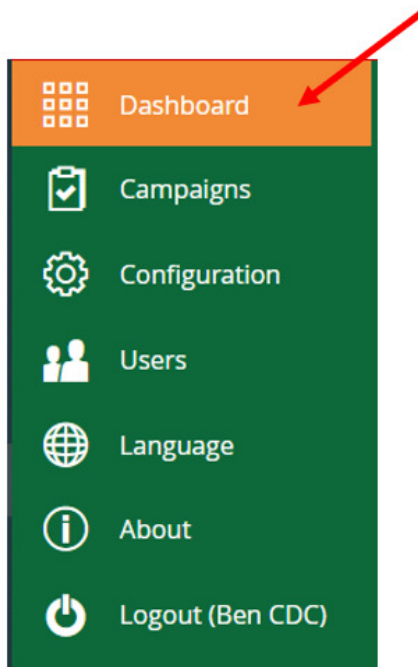 Dashboard
Campaigns
Configuration
Users
Language
About
Logout (Ben CDC)